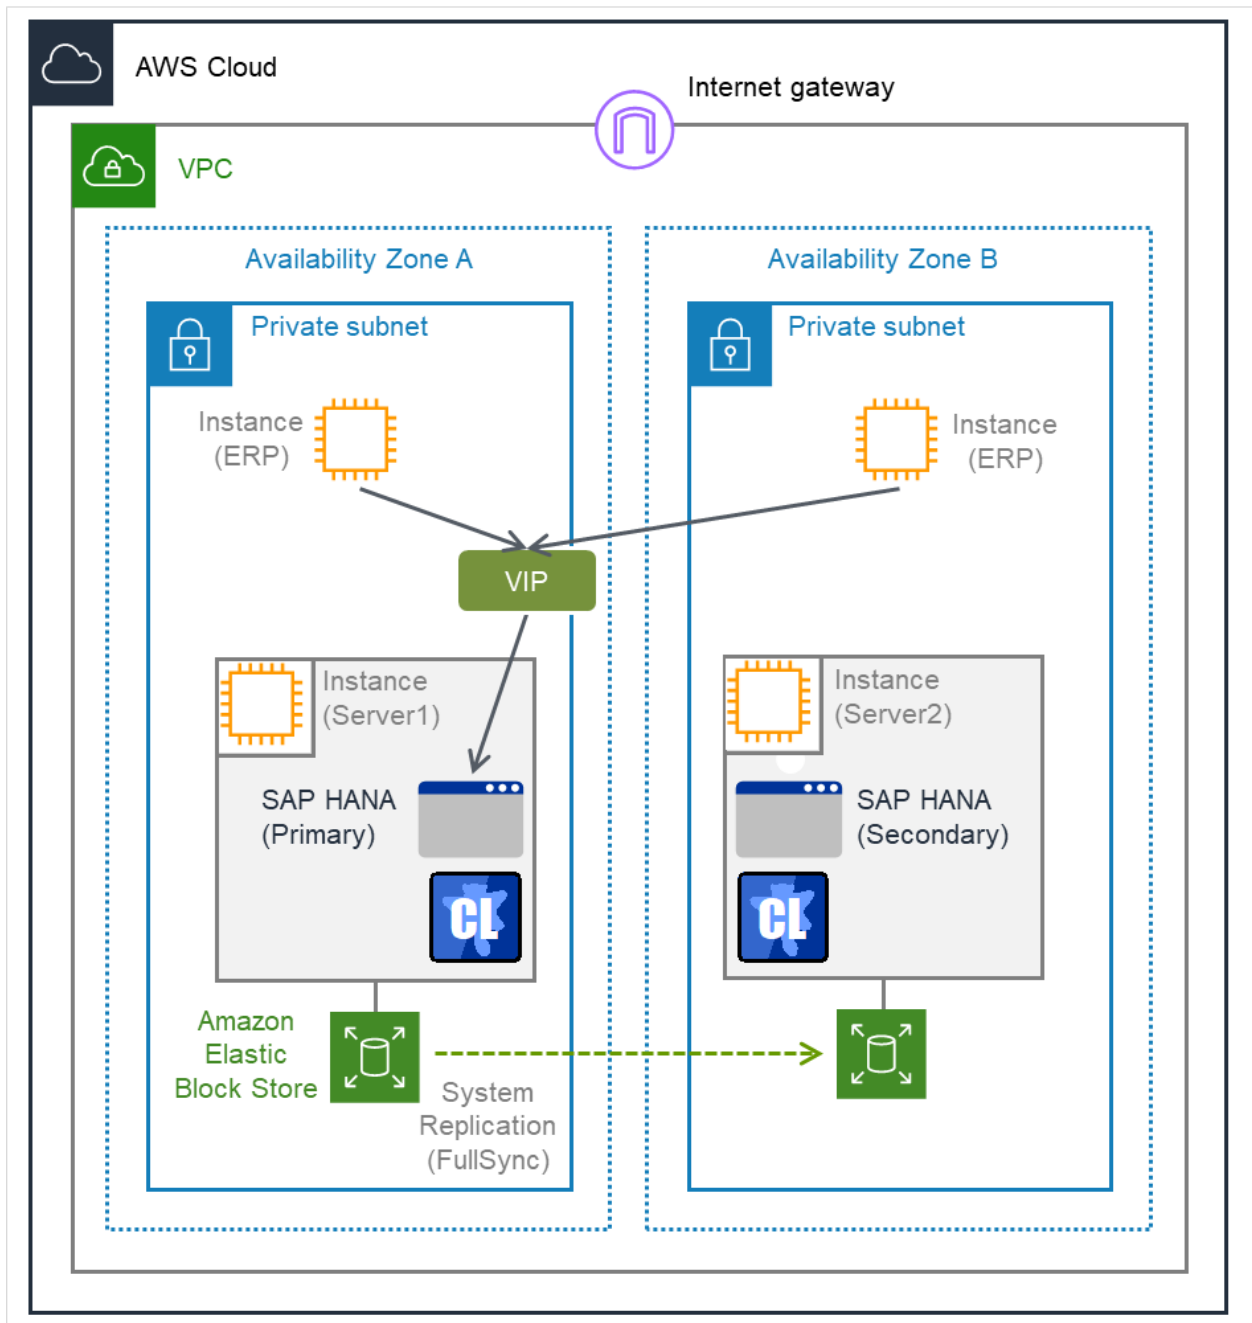 AWS Cloud
Internet gateway
VPC
Availability Zone A
Availability Zone B
Private subnet
Private subnet
Instance
(ERP)
Instance
(ERP)
VIP
Instance
(Server1)
Instance
(Server2)
SAP HANA
(Primary)
SAP HANA
(Secondary)
CL
CL
Amazon
Elastic
Block Store
System
Replication
(FullSync)